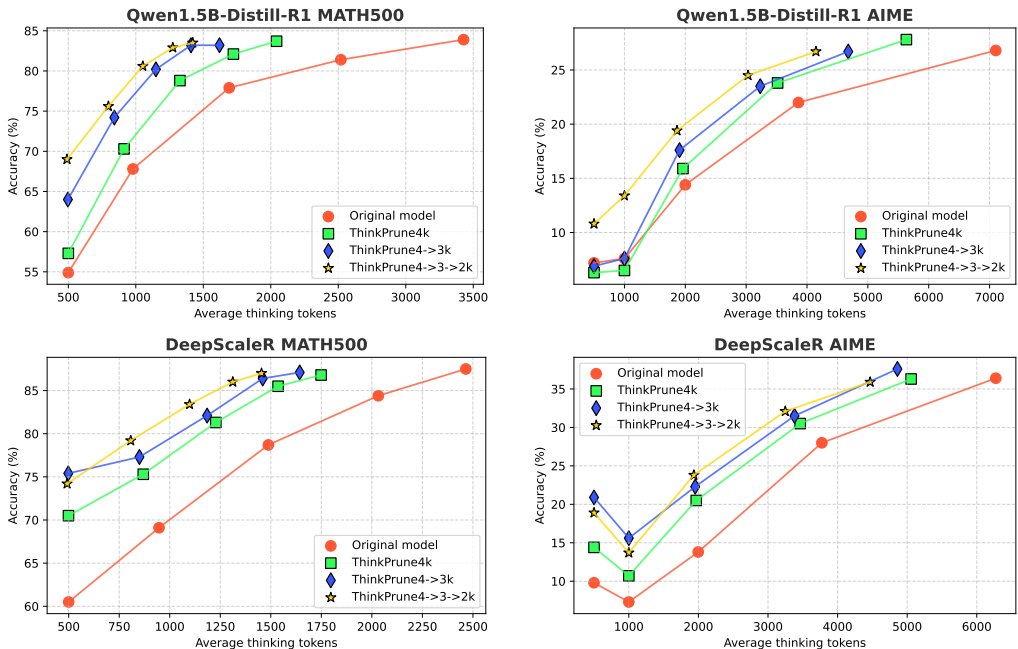 Qwen1.5B-Distill-R1 MATH500
85
80
75
70
65
60
55
Accuracy (%)
Original model
ThinkPrune4k
ThinkPrune4->3k
ThinkPrune4->3->2k
500 1000 1500 2000 2500 3000 3500
Average thinking tokens
Qwen1.5B-Distill-R1 AIME
25
20
15
10
Accuracy (%)
Original model
ThinkPrune4k
ThinkPrune4->3k
ThinkPrune4->3->2k
1000 2000 3000 4000 5000 6000 7000
Average thinking tokens
DeepScaleR MATH500
85
80
75
70
65
60
Accuracy (%)
Original model
ThinkPrune4k
ThinkPrune4->3k
ThinkPrune4->3->2k
500 750 1000 1250 1500 1750 2000 2250 2500
Average thinking tokens
DeepScaleR AIME
Original model
ThinkPrune4k
ThinkPrune4->3k
ThinkPrune4->3->2k
35
30
25
20
15
10
Accuracy (%)
1000 2000 3000 4000 5000 6000
Average thinking tokens